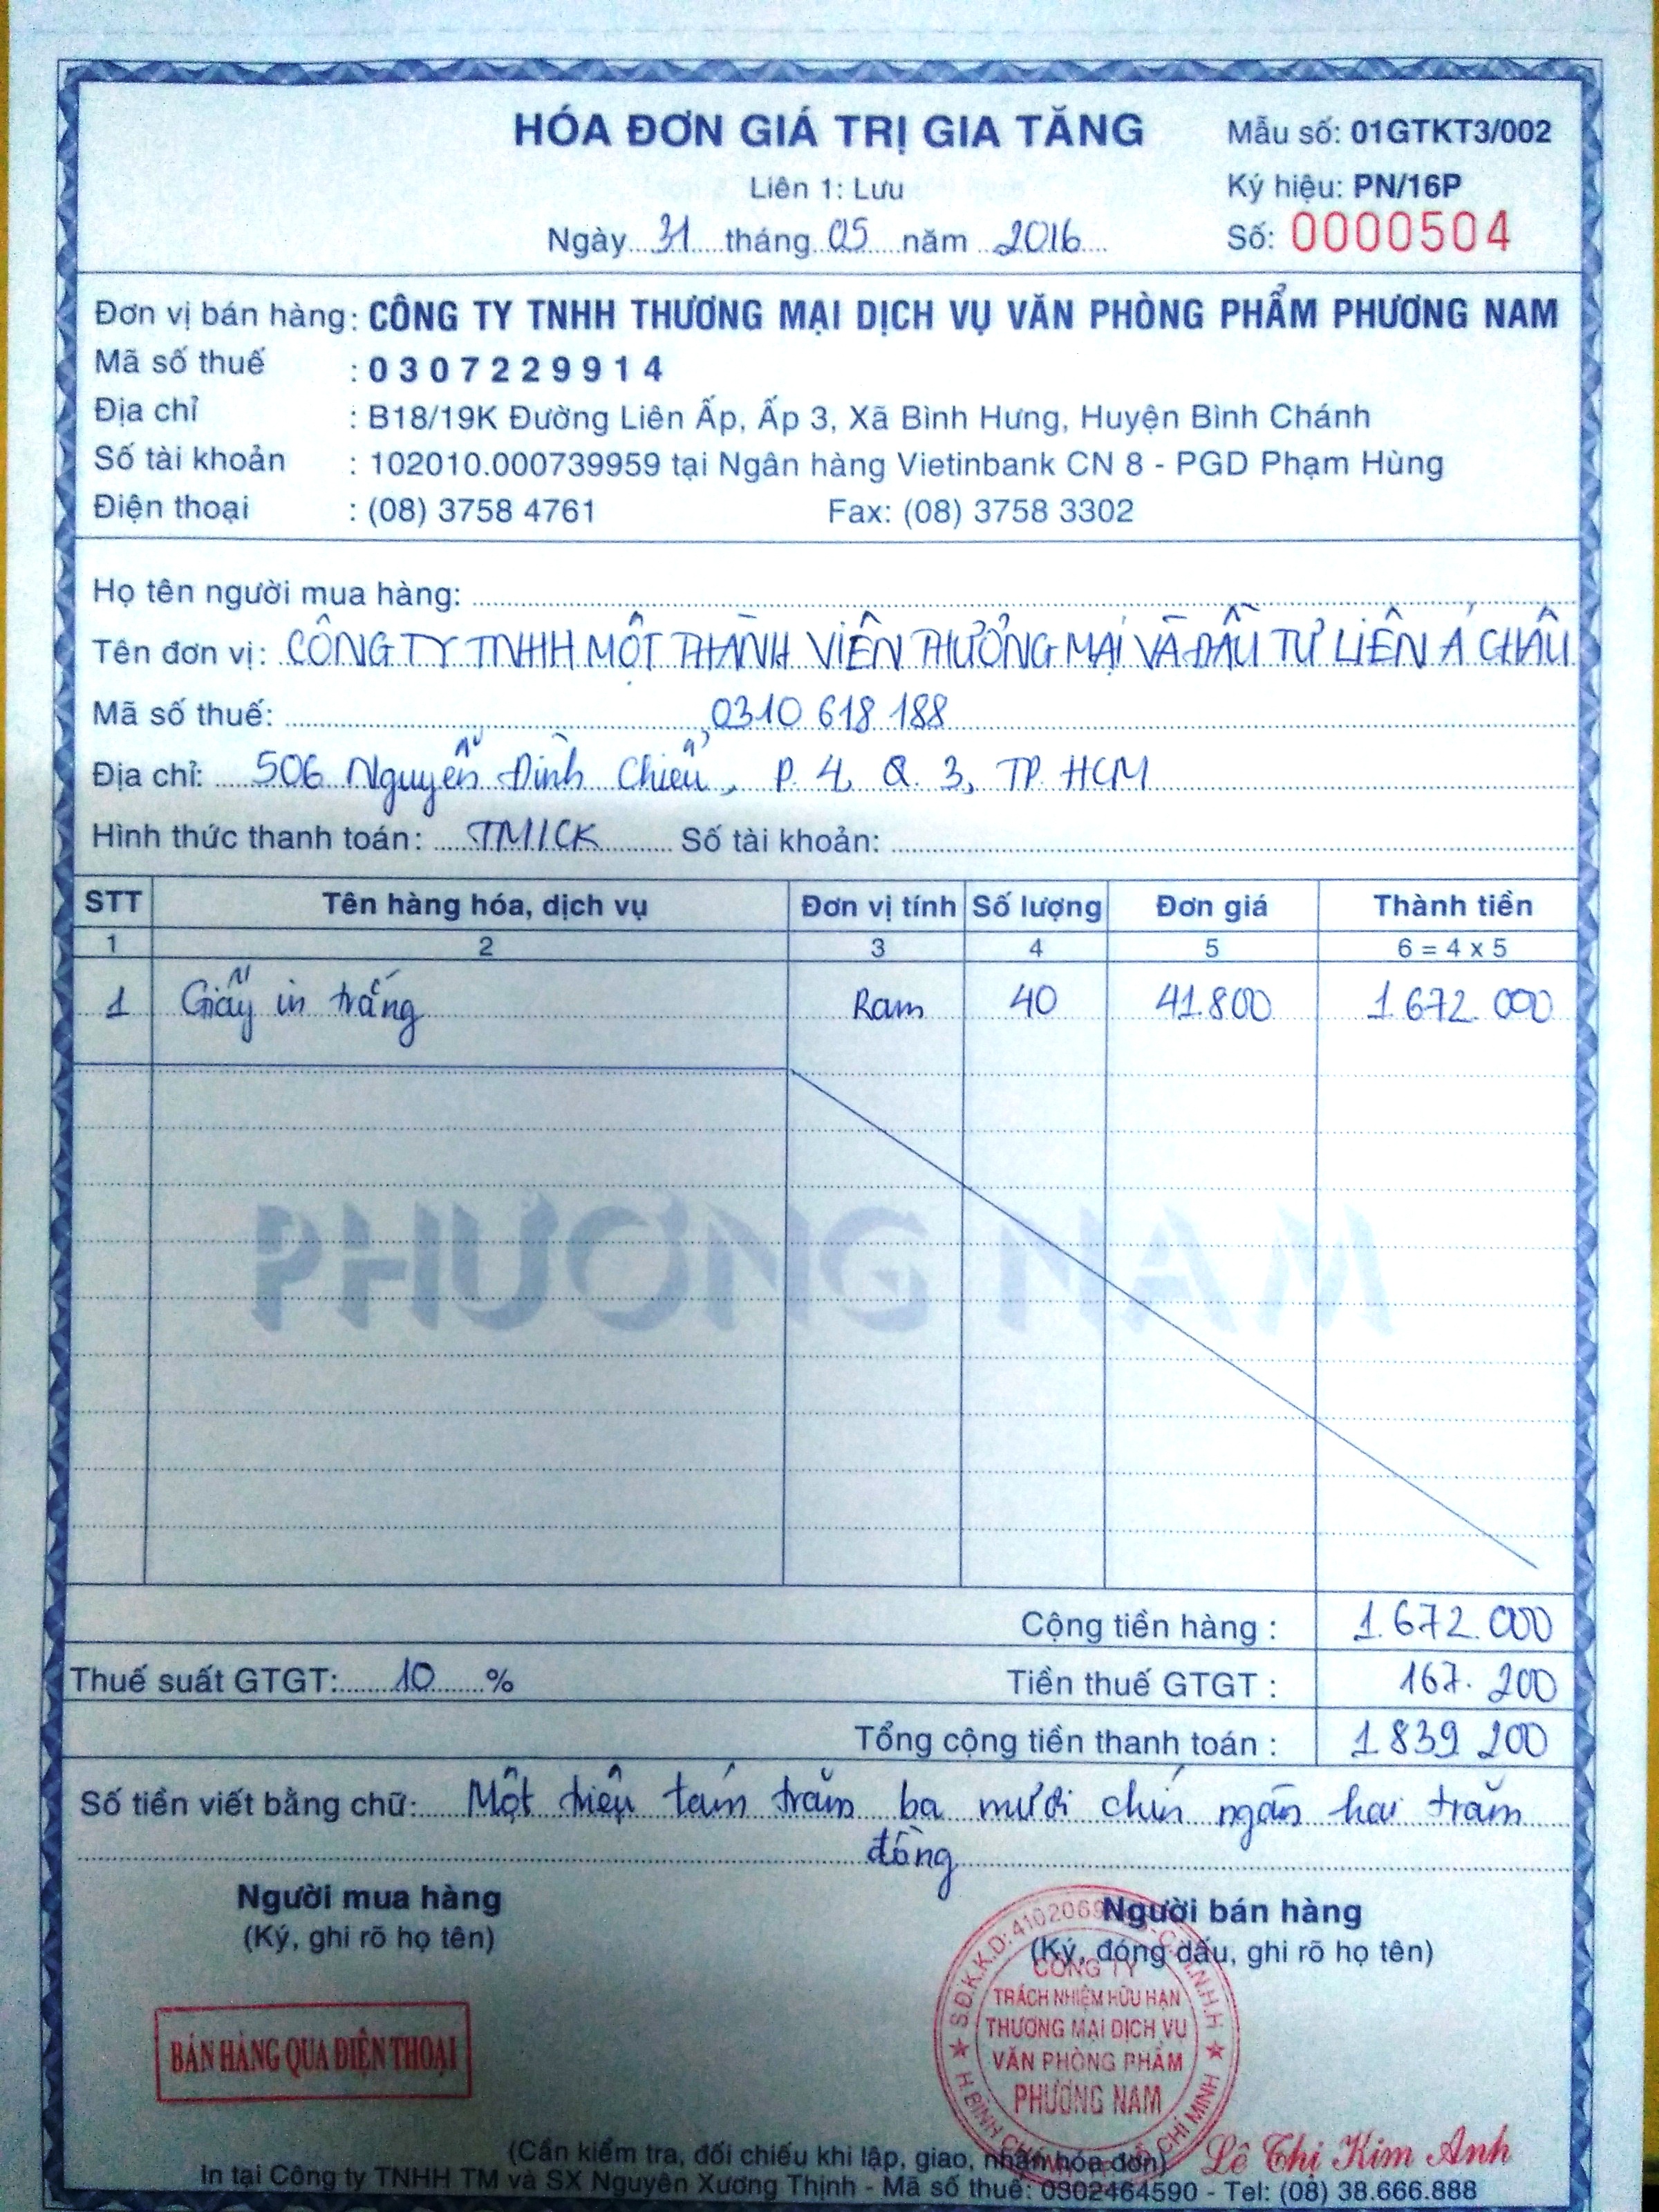 HÓA ĐƠN GIÁ TRỊ GIA TĂNG
Mẫu số: 01GTKT3/002
Liên 1: Lưu
Ký hiệu: PN/16P
Ngày 31 tháng 05 năm 2016
Số: 0000504
Đơn vị bán hàng: CÔNG TY TNHH THƯƠNG MẠI DỊCH VỤ VĂN PHÒNG PHẨM PHƯƠNG NAM
Mã số thuế : 0307229914
Địa chỉ : B18/19K Đường Liên Ấp, Ấp 3, Xã Bình Hưng, Huyện Bình Chánh
Số tài khoản : 102010.000739959 tại Ngân hàng Vietinbank CN 8 - PGD Phạm Hùng
Điện thoại : (08) 3758 4761 Fax: (08) 3758 3302
Họ tên người mua hàng:
Tên đơn vị: CÔNG TY TNHH MỘT THÀNH VIÊN THƯƠNG MẠI VÀ ĐẦU TƯ LIÊN Á CHÂU
Mã số thuế: 0310 618 188
Địa chỉ: 506 Nguyễn Đình Chiểu, P. 4, Q. 3, TP. HCM
Hình thức thanh toán: TM/CK Số tài khoản:
STT Tên hàng hóa, dịch vụ Đơn vị tính Số lượng Đơn giá Thành tiền
1 2 3 4 5 6 = 4 x 5
1 Giấy in trắng Ram 40 41.800 1.672.000
PHƯƠNG NAM
Cộng tiền hàng : 1.672.000
Thuế suất GTGT: 10 % Tiền thuế GTGT : 167.200
Tổng cộng tiền thanh toán : 1 839 200
Số tiền viết bằng chữ: Một triệu tám trăm ba mươi chín ngàn hai trăm
đồng
Người mua hàng
(Ký, ghi rõ họ tên)
Người bán hàng
(Ký, đóng dấu, ghi rõ họ tên)
BÁN HÀNG QUA ĐIỆN THOẠI
CÔNG TY
TRÁCH NHIỆM HỮU HẠN
THƯƠNG MẠI DỊCH VỤ
VĂN PHÒNG PHẨM
PHƯƠNG NAM
Lê Thị Kim Anh
(Cần kiểm tra, đối chiếu khi lập, giao, nhận hóa đơn)
In tại Công ty TNHH TM và SX Nguyên Xương Thịnh - Mã số thuế: 0302464590 - Tel: (08) 38.666.888